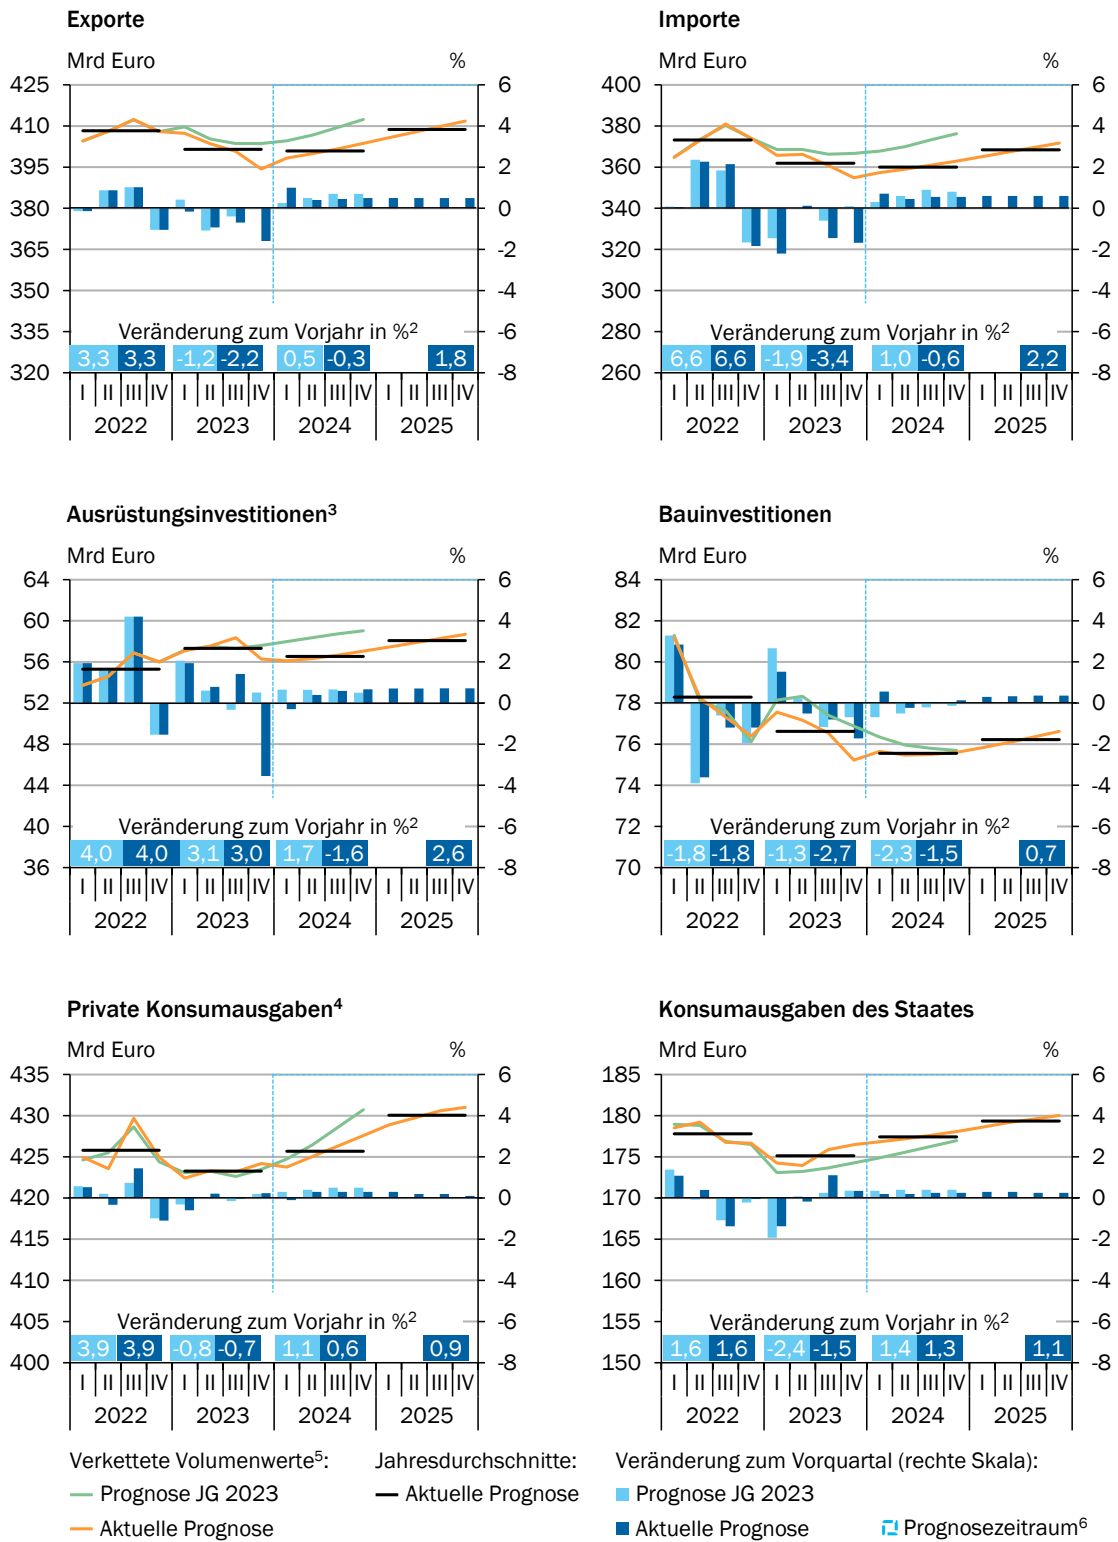 Exporte
Mrd Euro %
425 6
410 4
395 2
380 0
365 -2
350 -4
335 -6
320 -8
Veränderung zum Vorjahr in %²
3,3 3,3 -1,2 -2,2 0,5 -0,3 1,8
I II III IV I II III IV I II III IV I II III IV
2022 2023 2024 2025
Importe
Mrd Euro %
400 6
380 4
360 2
340 0
320 -2
300 -4
280 -6
260 -8
Veränderung zum Vorjahr in %²
6,6 6,6 -1,9 -3,4 1,0 -0,6 2,2
I II III IV I II III IV I II III IV I II III IV
2022 2023 2024 2025
Ausrüstungsinvestitionen³
Mrd Euro %
64 6
60 4
56 2
52 0
48 -2
44 -4
40 -6
36 -8
Veränderung zum Vorjahr in %²
4,0 4,0 3,1 3,0 1,7 -1,6 2,6
I II III IV I II III IV I II III IV I II III IV
2022 2023 2024 2025
Bauinvestitionen
Mrd Euro %
84 6
82 4
80 2
78 0
76 -2
74 -4
72 -6
70 -8
Veränderung zum Vorjahr in %²
-1,8 -1,8 -1,3 -2,7 -2,3 -1,5 0,7
I II III IV I II III IV I II III IV I II III IV
2022 2023 2024 2025
Private Konsumausgaben⁴
Mrd Euro %
435 6
430 4
425 2
420 0
415 -2
410 -4
405 -6
400 -8
Veränderung zum Vorjahr in %²
3,9 3,9 -0,8 -0,7 1,1 0,6 0,9
I II III IV I II III IV I II III IV I II III IV
2022 2023 2024 2025
Konsumausgaben des Staates
Mrd Euro %
185 6
180 4
175 2
170 0
165 -2
160 -4
155 -6
150 -8
Veränderung zum Vorjahr in %²
1,6 1,6 -2,4 -1,5 1,4 1,3 1,1
I II III IV I II III IV I II III IV I II III IV
2022 2023 2024 2025
Verkettete Volumenwerte⁵: Jahresdurchschnitte: Veränderung zum Vorquartal (rechte Skala):
Prognose JG 2023 Aktuelle Prognose Prognose JG 2023
Aktuelle Prognose Aktuelle Prognose Prognosezeitraum⁶